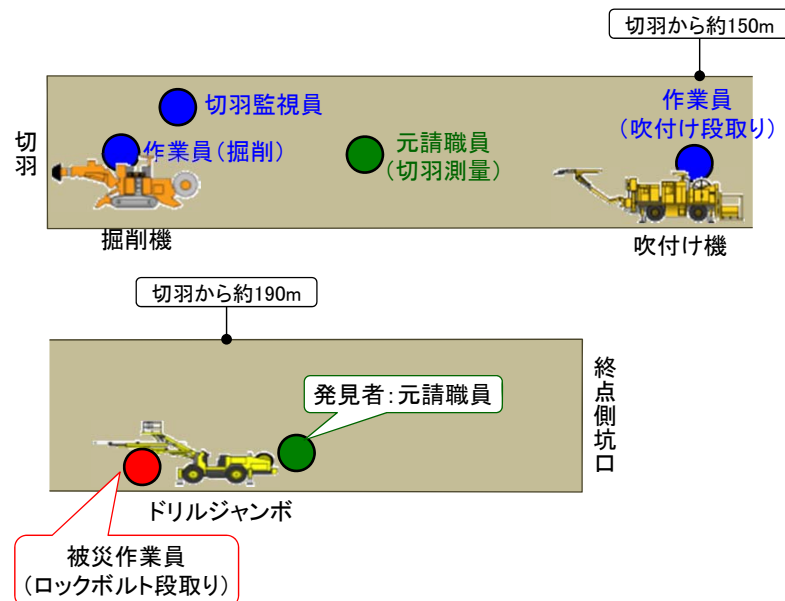 切羽から約150m
切羽
切羽監視員
作業員(掘削)
元請職員
(切羽測量)
作業員
(吹付け段取り)
掘削機
吹付け機
切羽から約190m
発見者:元請職員
終点側坑口
ドリルジャンボ
被災作業員
(ロックボルト段取り)